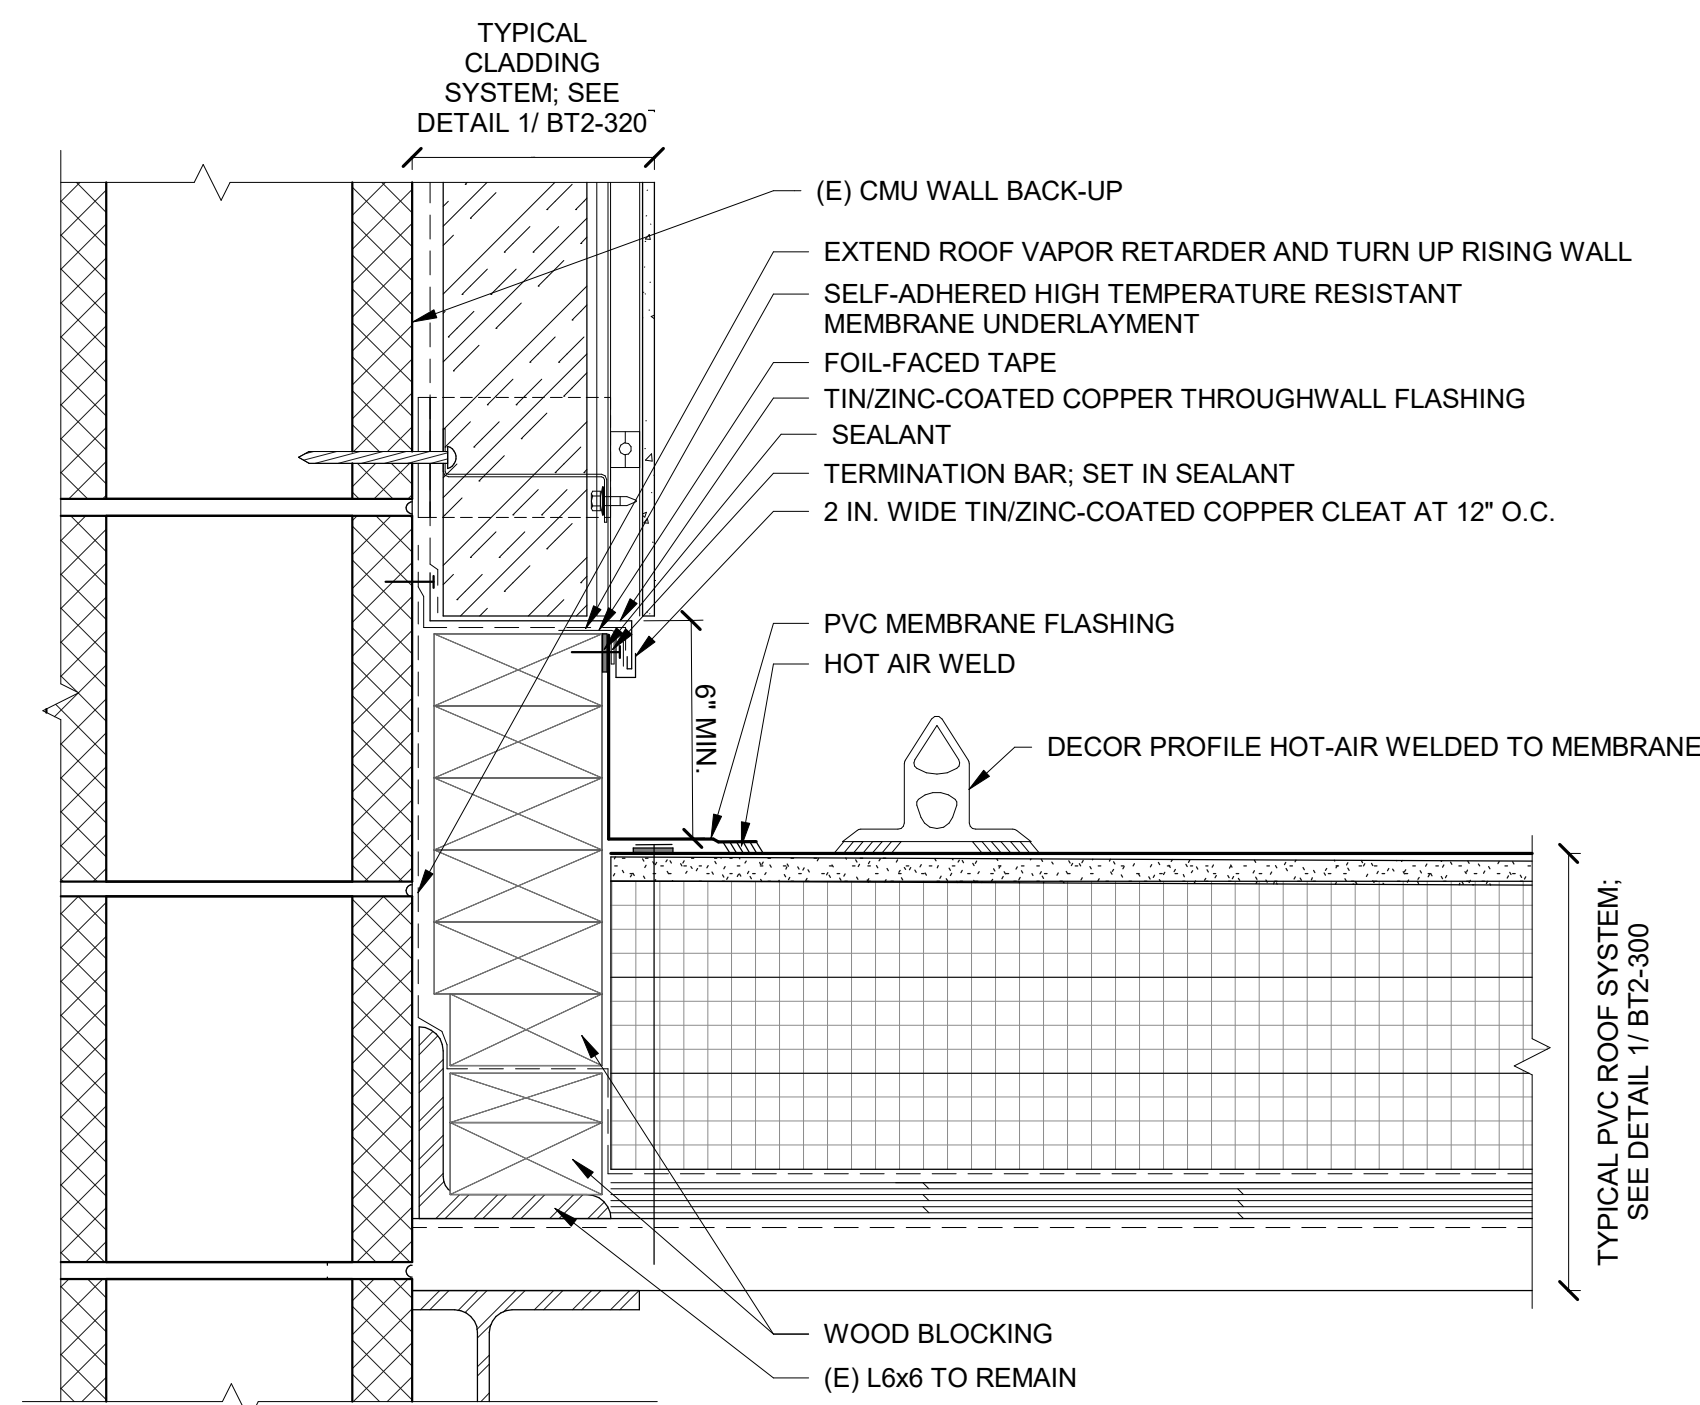 TYPICAL
CLADDING
SYSTEM; SEE
DETAIL 1/ BT2-320
(E) CMU WALL BACK-UP
EXTEND ROOF VAPOR RETARDER AND TURN UP RISING WALL
SELF-ADHERED HIGH TEMPERATURE RESISTANT
MEMBRANE UNDERLAYMENT
FOIL-FACED TAPE
TIN/ZINC-COATED COPPER THROUGHWALL FLASHING
SEALANT
TERMINATION BAR; SET IN SEALANT
2 IN. WIDE TIN/ZINC-COATED COPPER CLEAT AT 12" O.C.
PVC MEMBRANE FLASHING
HOT AIR WELD
6" MIN.
DECOR PROFILE HOT-AIR WELDED TO MEMBRANE
TYPICAL PVC ROOF SYSTEM;
SEE DETAIL 1/ BT2-300
WOOD BLOCKING
(E) L6x6 TO REMAIN